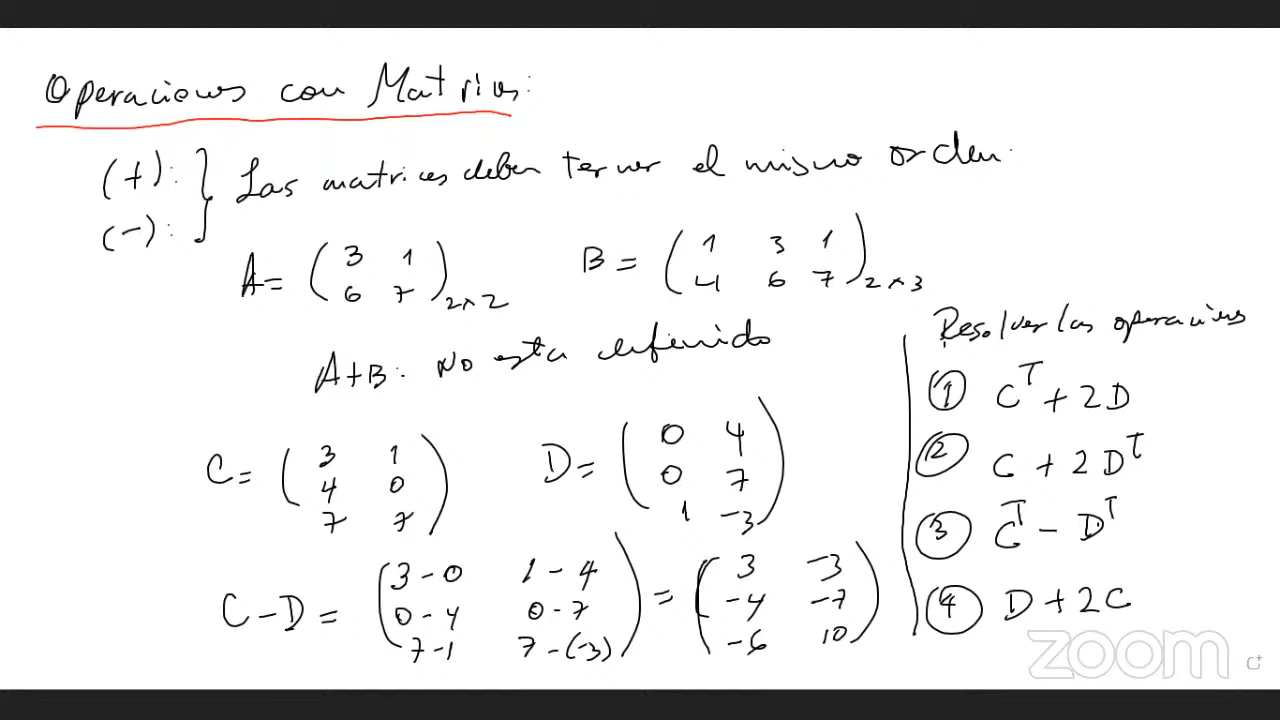 Operaciones con Matrices:
(+): } Las matrices deben terner el mismo orden.
(-):
A = ( 3 1 ; 6 7 )2×2 B = ( 1 3 1 ; 4 6 7 )2×3
A+B: No esta definido
C = ( 3 1 ; 4 0 ; 7 7 ) D = ( 0 4 ; 0 7 ; 1 -3 )
C-D = ( 3-0 1-4 ; 0-4 0-7 ; 7-1 7-(-3) ) = ( 3 -3 ; -4 -7 ; -6 10 )
Resolver las operaciones
① C^T + 2D
② C + 2D^T
③ C^T - D^T
④ D + 2C
zoom